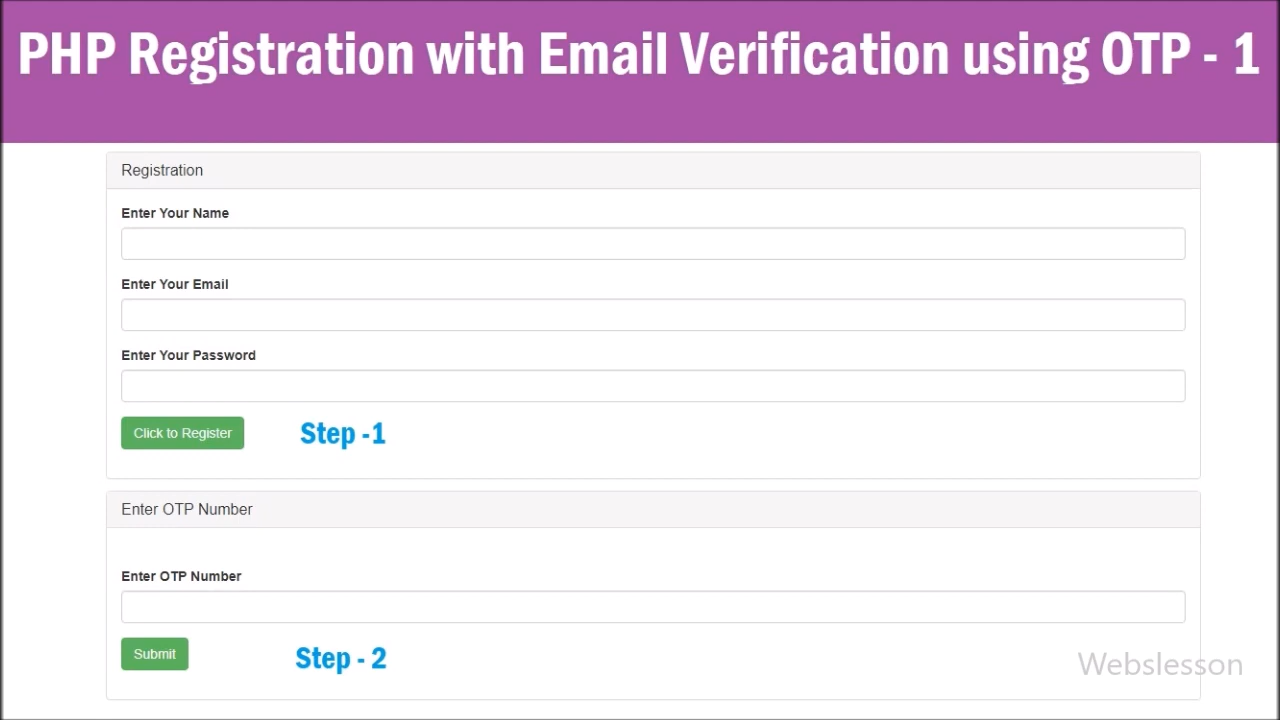 PHP Registration with Email Verification using OTP - 1
Registration
Enter Your Name
Enter Your Email
Enter Your Password
Click to Register
Step -1
Enter OTP Number
Enter OTP Number
Submit
Step - 2
Webslesson